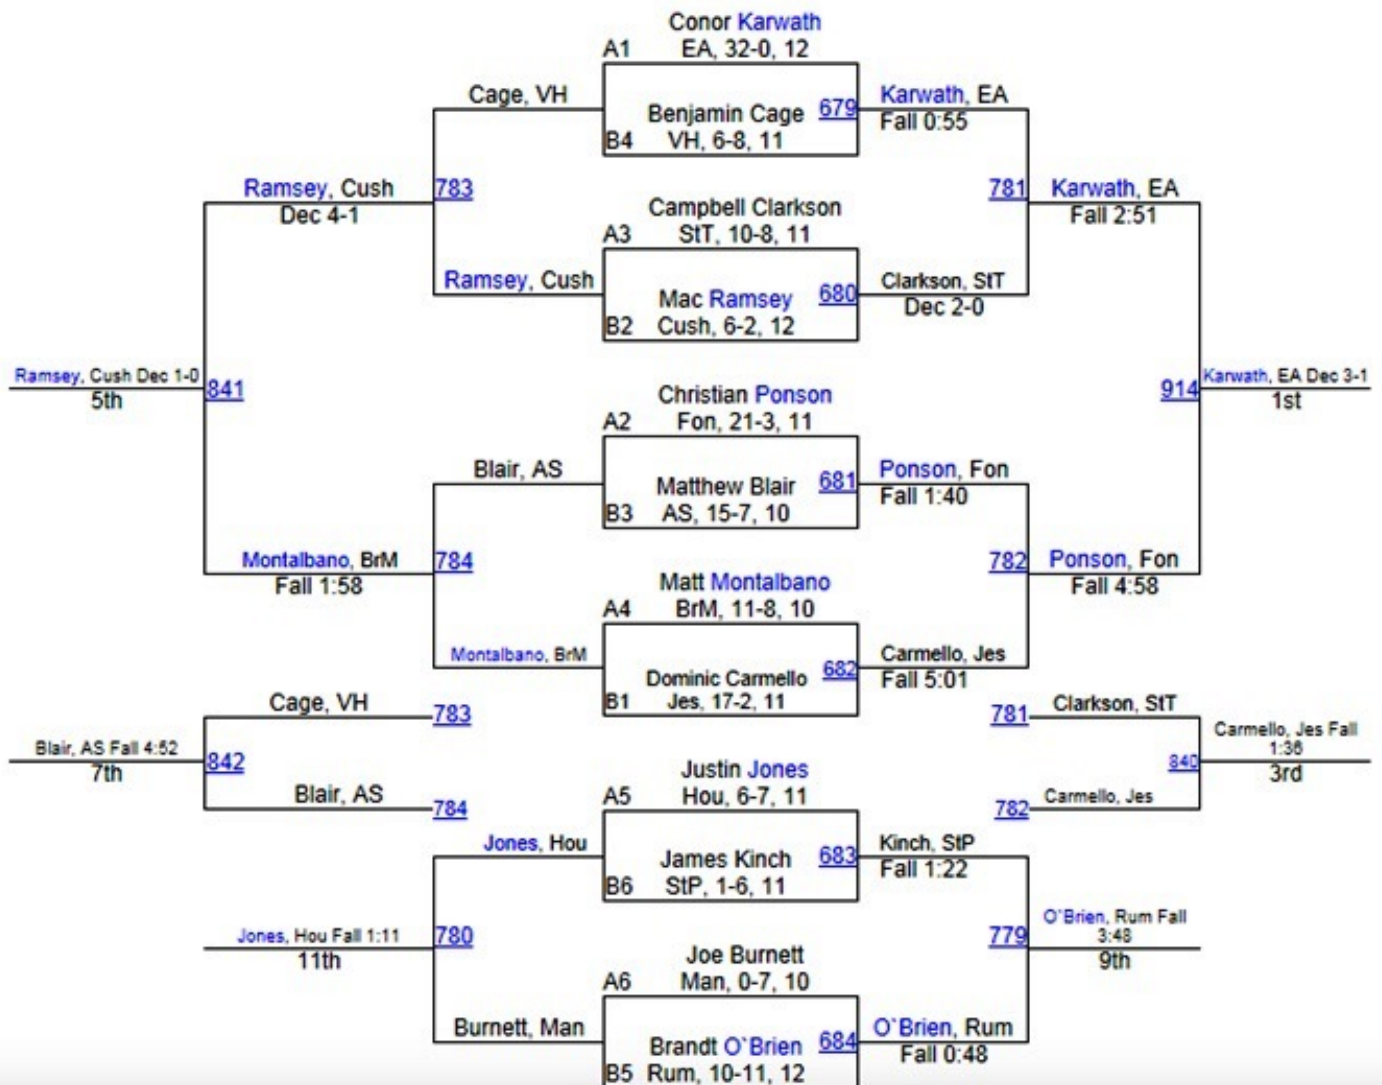 Conor Karwath
A1 EA, 32-0, 12
Cage, VH
Benjamin Cage 679
B4 VH, 6-8, 11
Karwath, EA
Fall 0:55
Ramsey, Cush 783
Dec 4-1
781 Karwath, EA
Fall 2:51
Campbell Clarkson
A3 StT, 10-8, 11
Ramsey, Cush
Mac Ramsey 680
B2 Cush, 6-2, 12
Clarkson, StT
Dec 2-0
Ramsey, Cush Dec 1-0 841
5th
914 Karwath, EA Dec 3-1
1st
Christian Ponson
A2 Fon, 21-3, 11
Blair, AS
Matthew Blair 681
B3 AS, 15-7, 10
Ponson, Fon
Fall 1:40
Montalbano, BrM 784
Fall 1:58
782 Ponson, Fon
Fall 4:58
Matt Montalbano
A4 BrM, 11-8, 10
Montalbano, BrM
Dominic Carmello 682
B1 Jes, 17-2, 11
Carmello, Jes
Fall 5:01
Cage, VH 783
781 Clarkson, StT
Blair, AS Fall 4:52 842
7th
Carmello, Jes Fall
840 1:36
3rd
Blair, AS 784
782 Carmello, Jes
Justin Jones
A5 Hou, 6-7, 11
Jones, Hou
James Kinch 683
B6 StP, 1-6, 11
Kinch, StP
Fall 1:22
Jones, Hou Fall 1:11 780
11th
779 O`Brien, Rum Fall
3:48
9th
Joe Burnett
A6 Man, 0-7, 10
Burnett, Man
Brandt O`Brien 684
B5 Rum, 10-11, 12
O`Brien, Rum
Fall 0:48